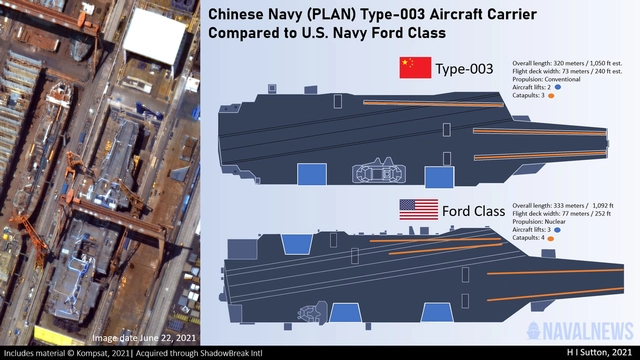 Chinese Navy (PLAN) Type-003 Aircraft Carrier
Compared to U.S. Navy Ford Class
Type-003
Overall length: 320 meters / 1,050 ft est.
Flight deck width: 73 meters / 240 ft est.
Propulsion: Conventional
Aircraft lifts: 2
Catapults: 3
Ford Class
Overall length: 333 meters / 1,092 ft
Flight deck width: 77 meters / 252 ft
Propulsion: Nuclear
Aircraft lifts: 3
Catapults: 4
NAVALNEWS
Image date June 22, 2021
Includes material © Kompsat, 2021| Acquired through ShadowBreak Intl
H I Sutton, 2021